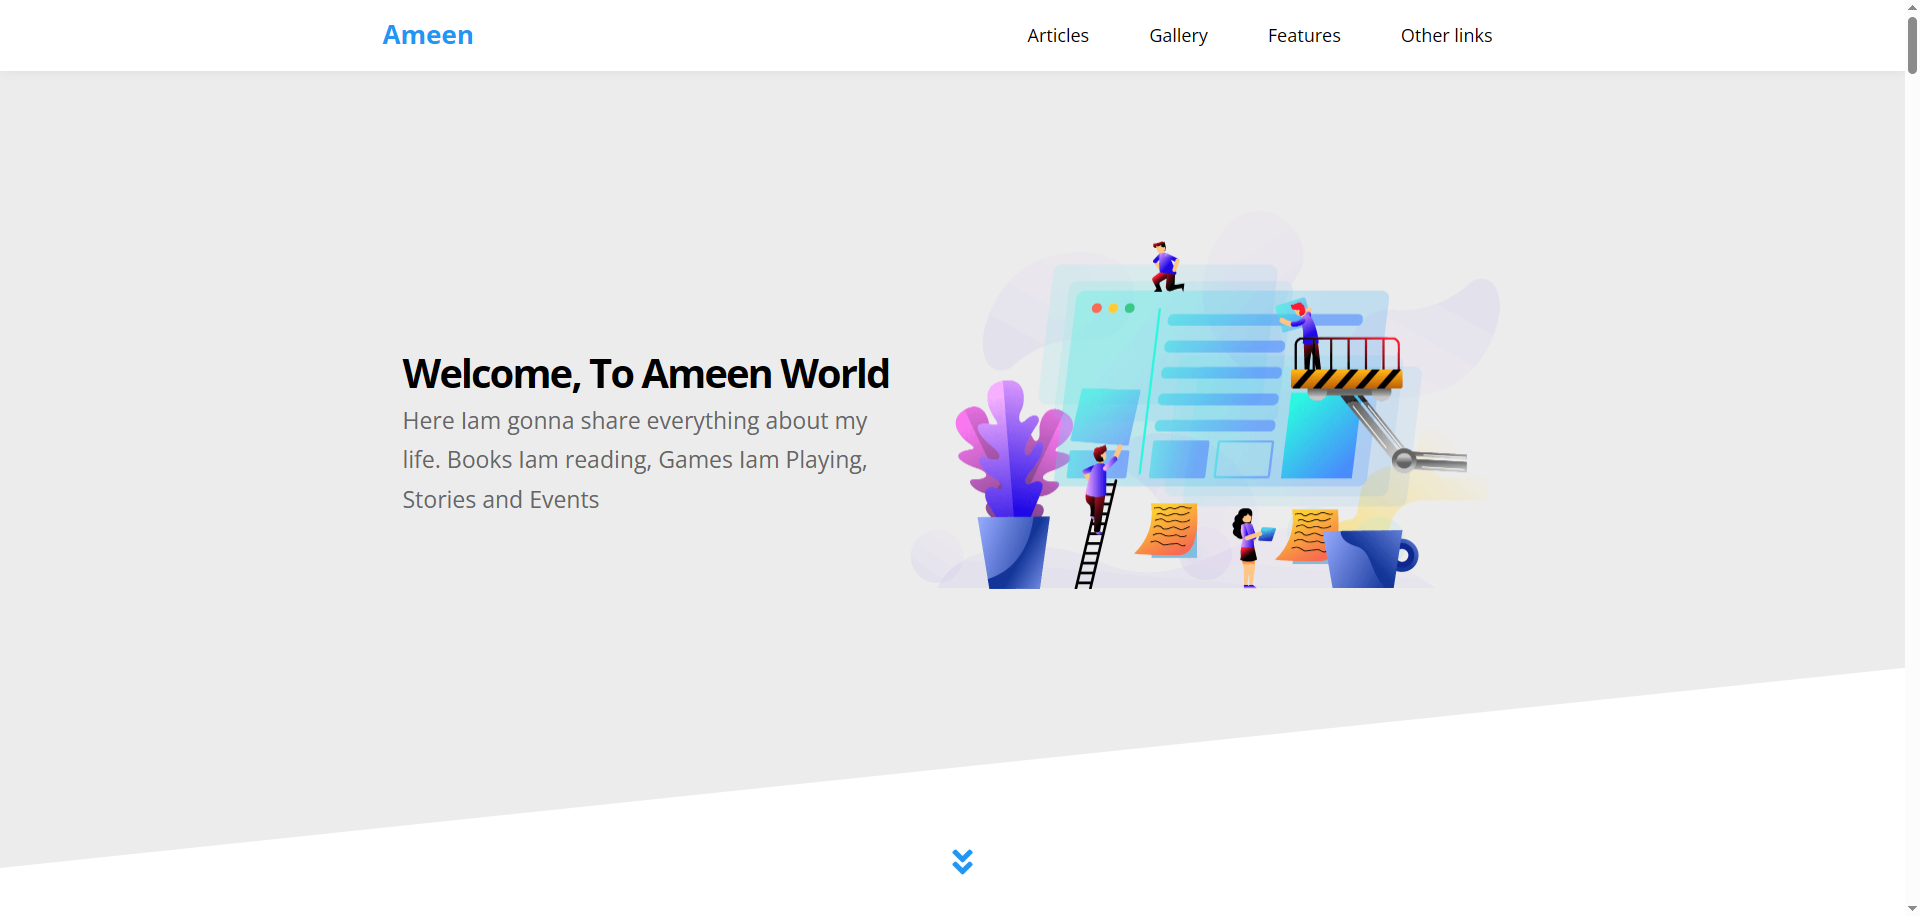 Ameen
Articles Gallery Features Other links
Welcome, To Ameen World
Here Iam gonna share everything about my
life. Books Iam reading, Games Iam Playing,
Stories and Events